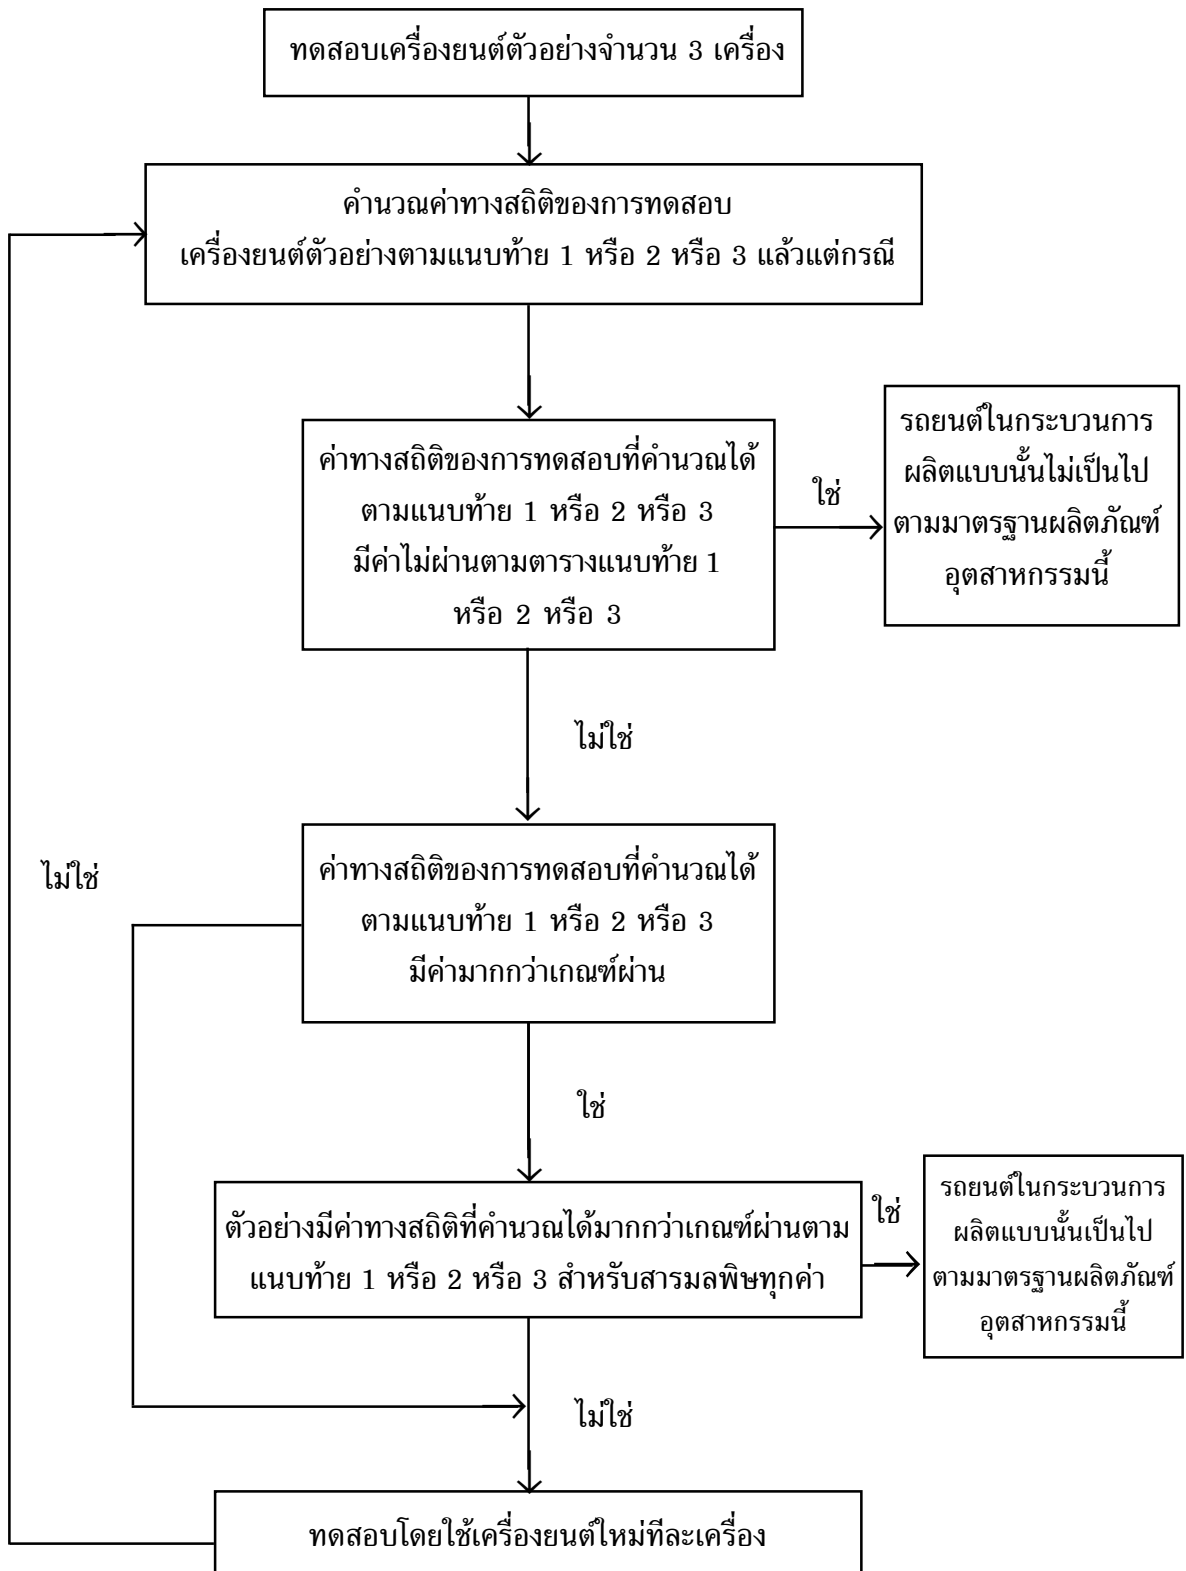 ทดสอบเครื่องยนต์ตัวอย่างจำนวน 3 เครื่อง
คำนวณค่าทางสถิติของการทดสอบ
เครื่องยนต์ตัวอย่างตามแนบท้าย 1 หรือ 2 หรือ 3 แล้วแต่กรณี
ค่าทางสถิติของการทดสอบที่คำนวณได้
ตามแนบท้าย 1 หรือ 2 หรือ 3
มีค่าไม่ผ่านตามตารางแนบท้าย 1
หรือ 2 หรือ 3
ใช่
รถยนต์ในกระบวนการ
ผลิตแบบนั้นไม่เป็นไป
ตามมาตรฐานผลิตภัณฑ์
อุตสาหกรรมนี้
ไม่ใช่
ไม่ใช่
ค่าทางสถิติของการทดสอบที่คำนวณได้
ตามแนบท้าย 1 หรือ 2 หรือ 3
มีค่ามากกว่าเกณฑ์ผ่าน
ใช่
ตัวอย่างมีค่าทางสถิติที่คำนวณได้มากกว่าเกณฑ์ผ่านตาม
แนบท้าย 1 หรือ 2 หรือ 3 สำหรับสารมลพิษทุกค่า
ใช่
รถยนต์ในกระบวนการ
ผลิตแบบนั้นเป็นไป
ตามมาตรฐานผลิตภัณฑ์
อุตสาหกรรมนี้
ไม่ใช่
ทดสอบโดยใช้เครื่องยนต์ใหม่ทีละเครื่อง